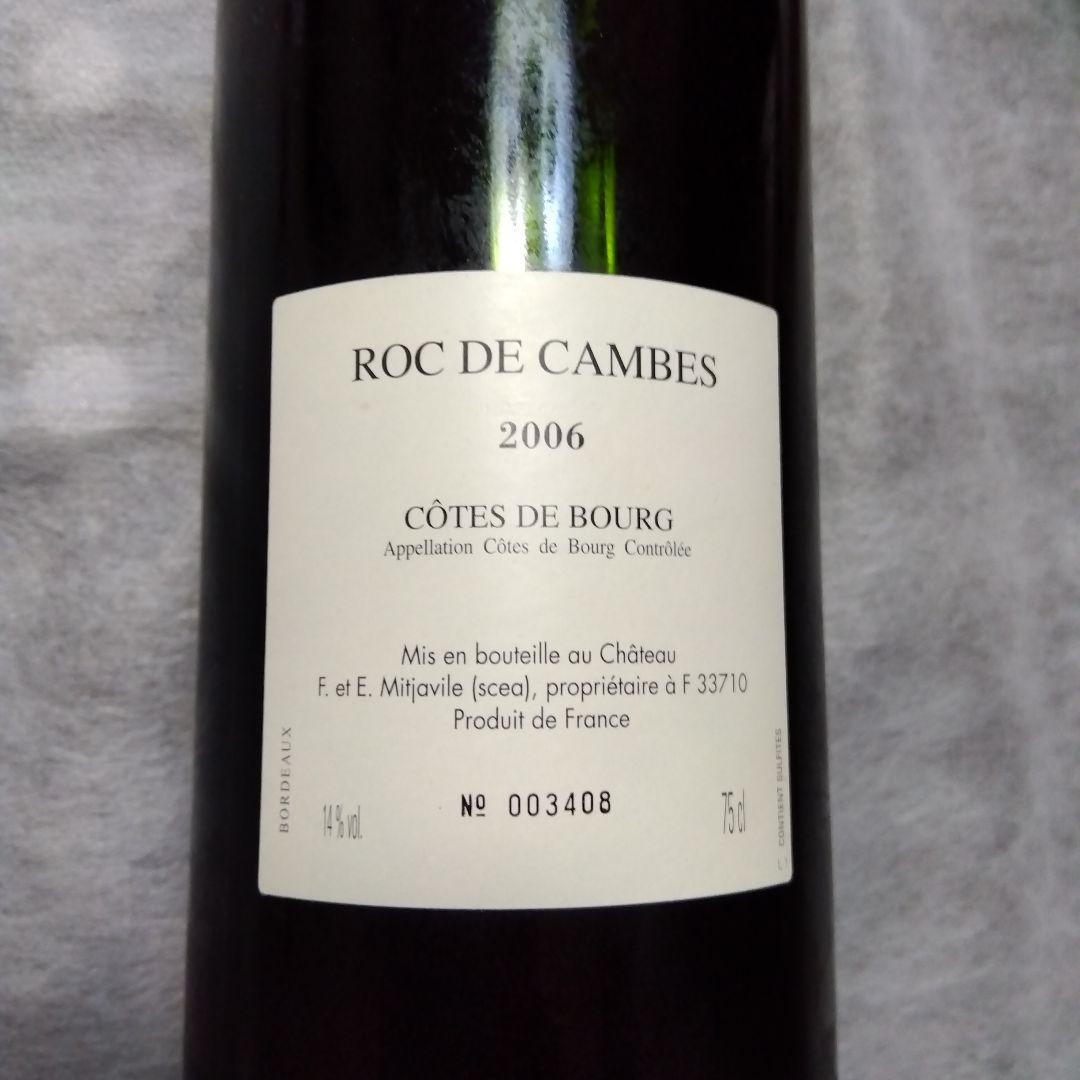 ROC DE CAMBES
2006
CÔTES DE BOURG
Appellation Côtes de Bourg Contrôlée
Mis en bouteille au Château
F. et E. Mitjavile (scea), propriétaire à F 33710
Produit de France
BORDEAUX
14 % vol.
Nº 003408
75 cl
CONTIENT SULFITES